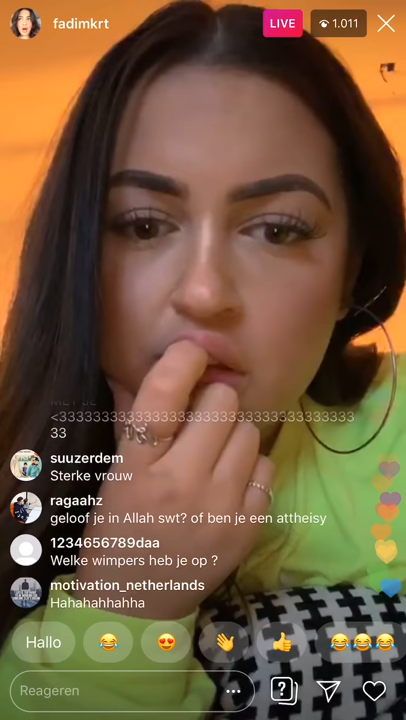 fadimkrt
LIVE
1.011
<3333333333333333333333333333333333333
33
suuzerdem
Sterke vrouw
ragaahz
geloof je in Allah swt? of ben je een attheisy
1234656789daa
Welke wimpers heb je op ?
motivation_netherlands
Hahahahhahha
Hallo
Reageren